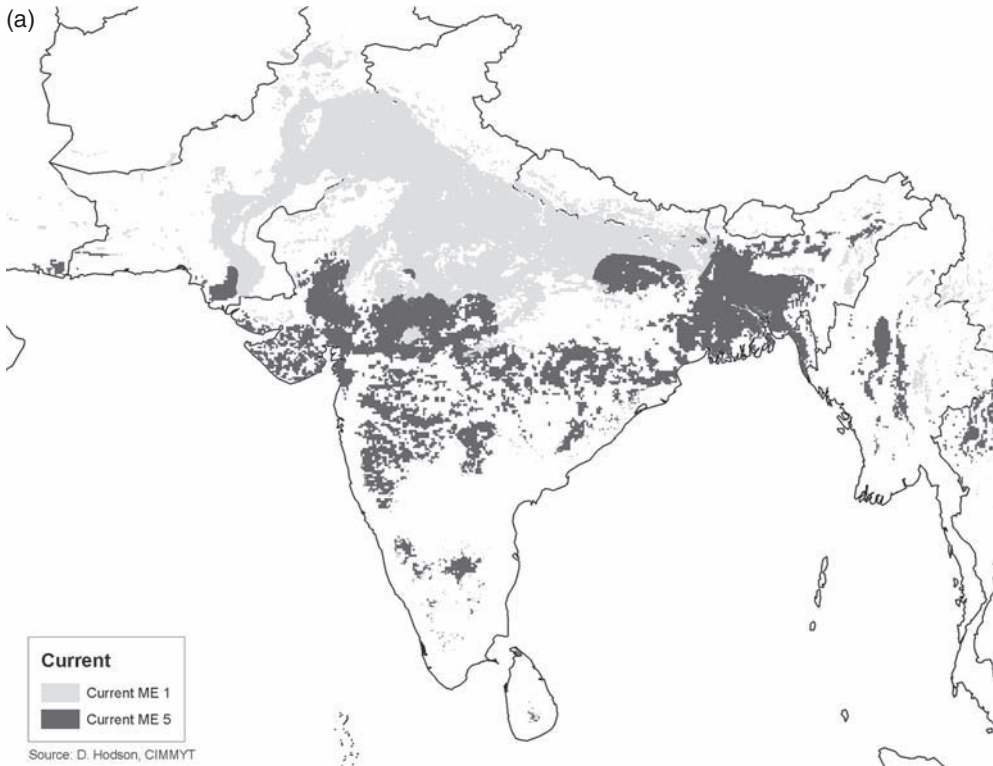 (a)
Current
Current ME 1
Current ME 5
Source: D. Hodson, CIMMYT